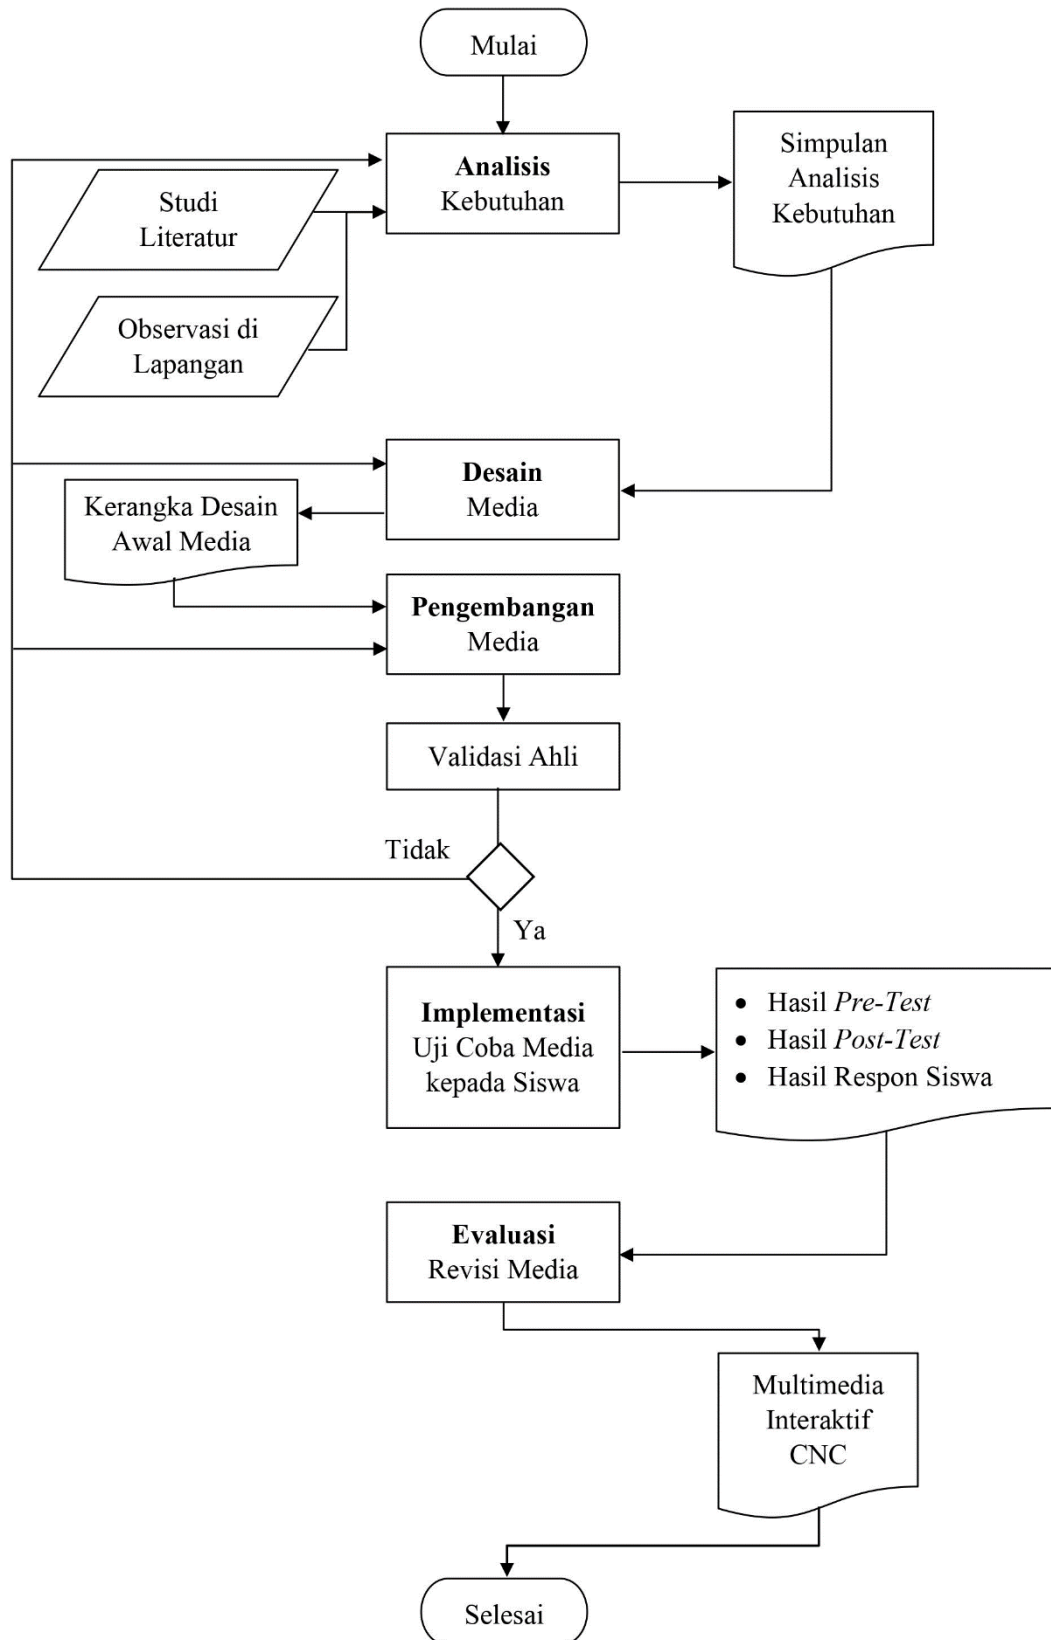 Mulai
Analisis
Kebutuhan
Simpulan
Analisis
Kebutuhan
Studi
Literatur
Observasi di
Lapangan
Desain
Media
Kerangka Desain
Awal Media
Pengembangan
Media
Validasi Ahli
Tidak
Ya
Implementasi
Uji Coba Media
kepada Siswa
• Hasil Pre-Test
• Hasil Post-Test
• Hasil Respon Siswa
Evaluasi
Revisi Media
Multimedia
Interaktif
CNC
Selesai